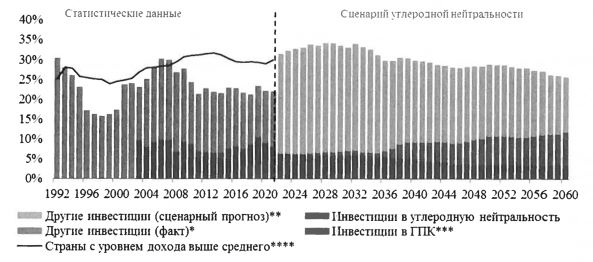 Статистические данные
Сценарий углеродной нейтральности
40%
35%
30%
25%
20%
15%
10%
5%
0%
1992 1996 2000 2004 2008 2012 2016 2020 2024 2028 2032 2036 2040 2044 2048 2052 2056 2060
Другие инвестиции (сценарный прогноз)**
Инвестиции в углеродную нейтральность
Другие инвестиции (факт)*
Инвестиции в ГПК***
Страны с уровнем дохода выше среднего****